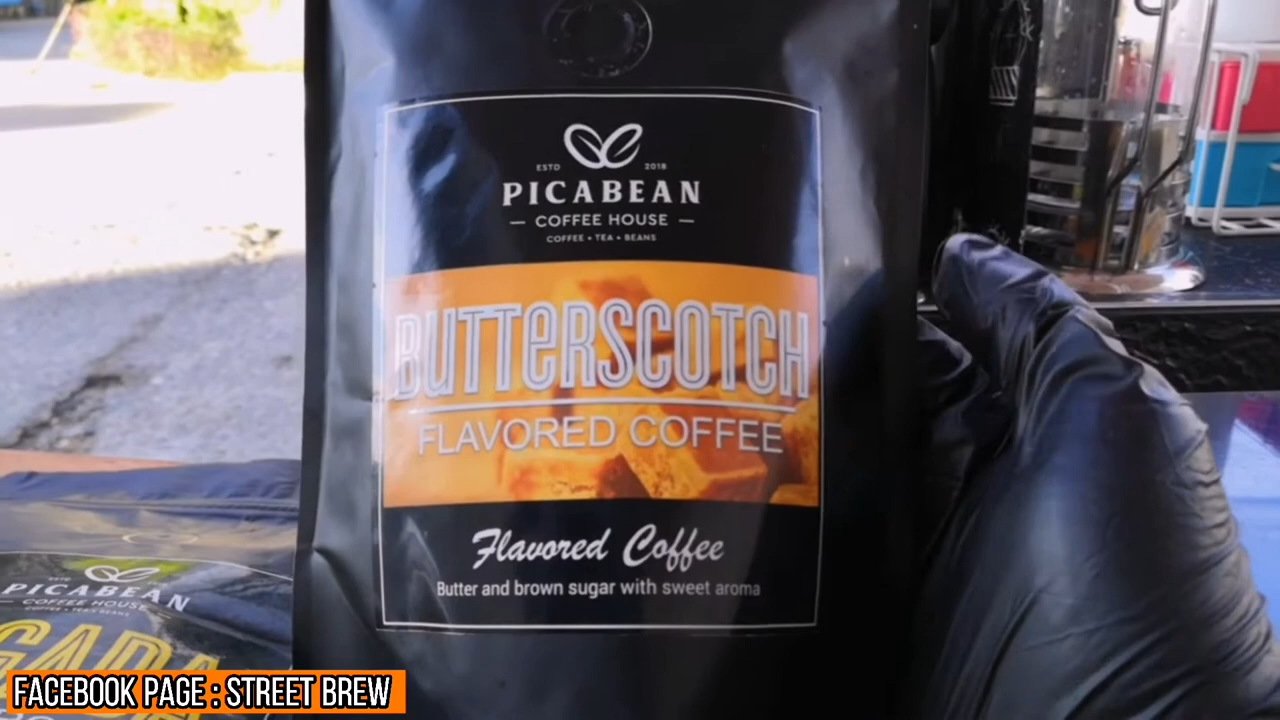 ESTD 2018
PICABEAN
COFFEE HOUSE
COFFEE • TEA • BEANS
BUTTERSCOTCH
FLAVORED COFFEE
Flavored Coffee
Butter and brown sugar with sweet aroma
PICABEAN
COFFEE HOUSE
FACEBOOK PAGE : STREET BREW